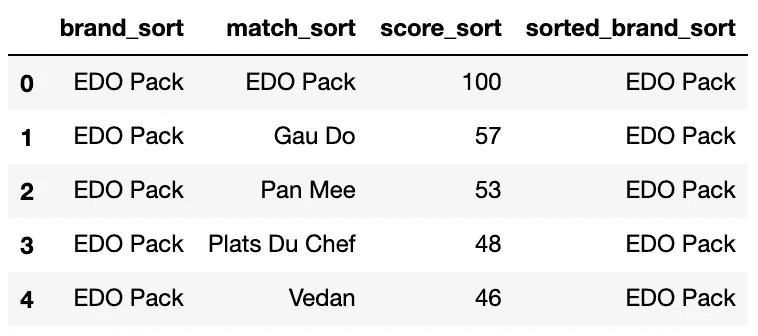 brand_sort match_sort score_sort sorted_brand_sort
0 EDO Pack EDO Pack 100 EDO Pack
1 EDO Pack Gau Do 57 EDO Pack
2 EDO Pack Pan Mee 53 EDO Pack
3 EDO Pack Plats Du Chef 48 EDO Pack
4 EDO Pack Vedan 46 EDO Pack